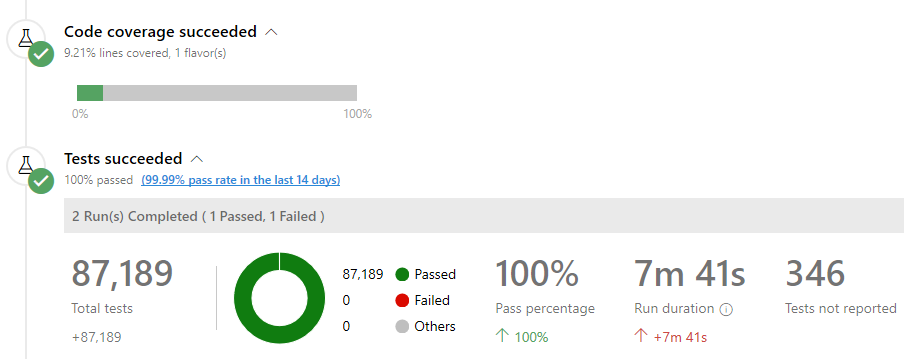 Code coverage succeeded
9.21% lines covered, 1 flavor(s)
0% 100%
Tests succeeded
100% passed (99.99% pass rate in the last 14 days)
2 Run(s) Completed ( 1 Passed, 1 Failed )
87,189
Total tests
+87,189
87,189 Passed
0 Failed
0 Others
100%
Pass percentage
100%
7m 41s
Run duration
+7m 41s
346
Tests not reported